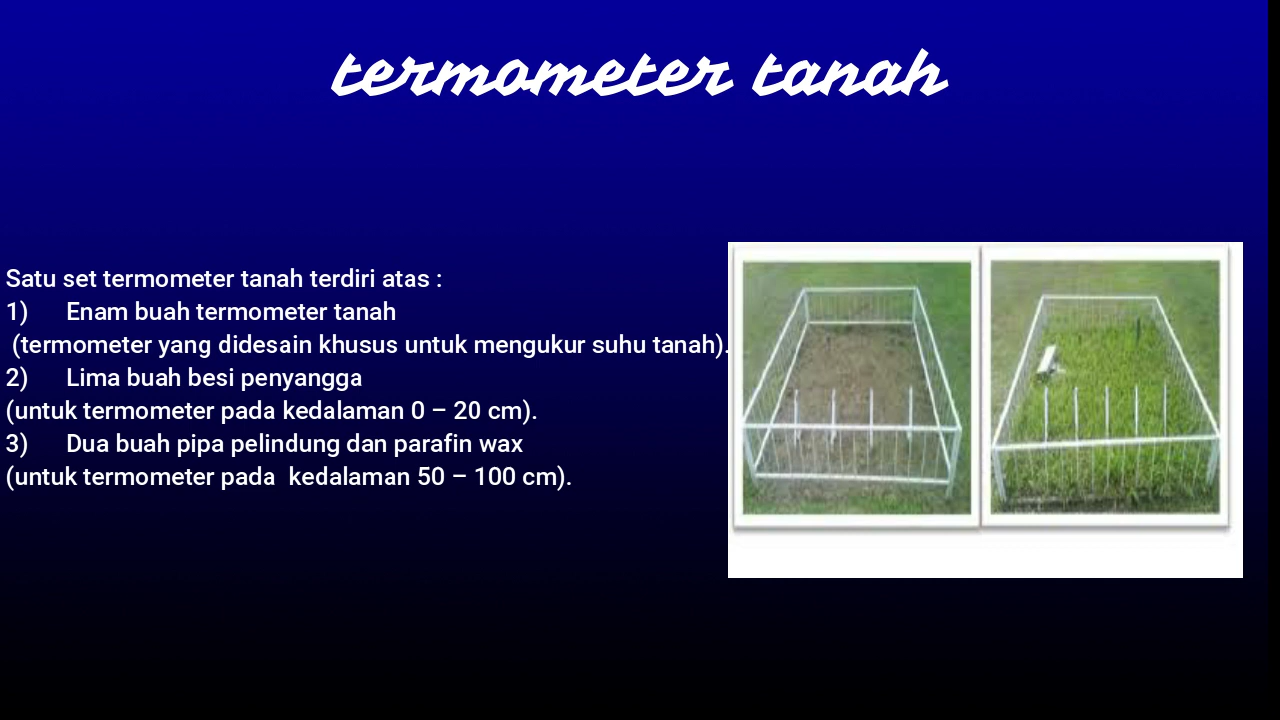 termometer tanah
Satu set termometer tanah terdiri atas :
1) Enam buah termometer tanah
(termometer yang didesain khusus untuk mengukur suhu tanah).
2) Lima buah besi penyangga
(untuk termometer pada kedalaman 0 – 20 cm).
3) Dua buah pipa pelindung dan parafin wax
(untuk termometer pada kedalaman 50 – 100 cm).